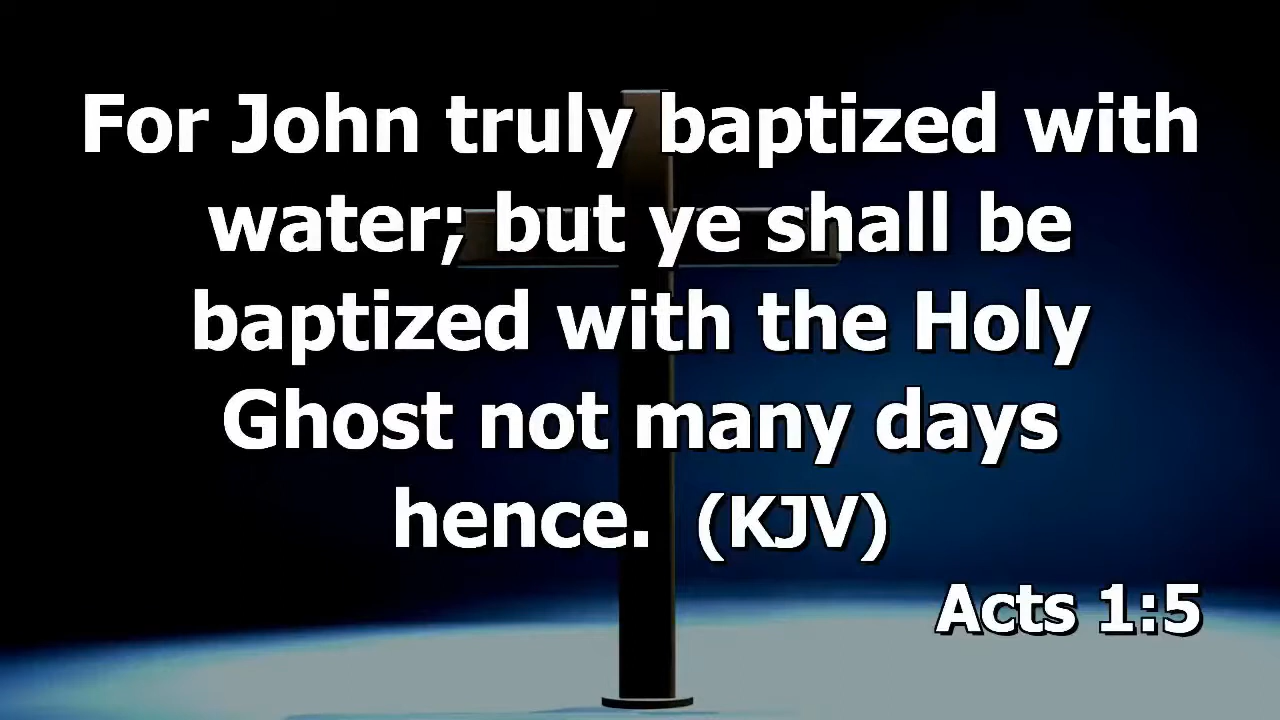 For John truly baptized with
water; but ye shall be
baptized with the Holy
Ghost not many days
hence.  (KJV)
Acts 1:5